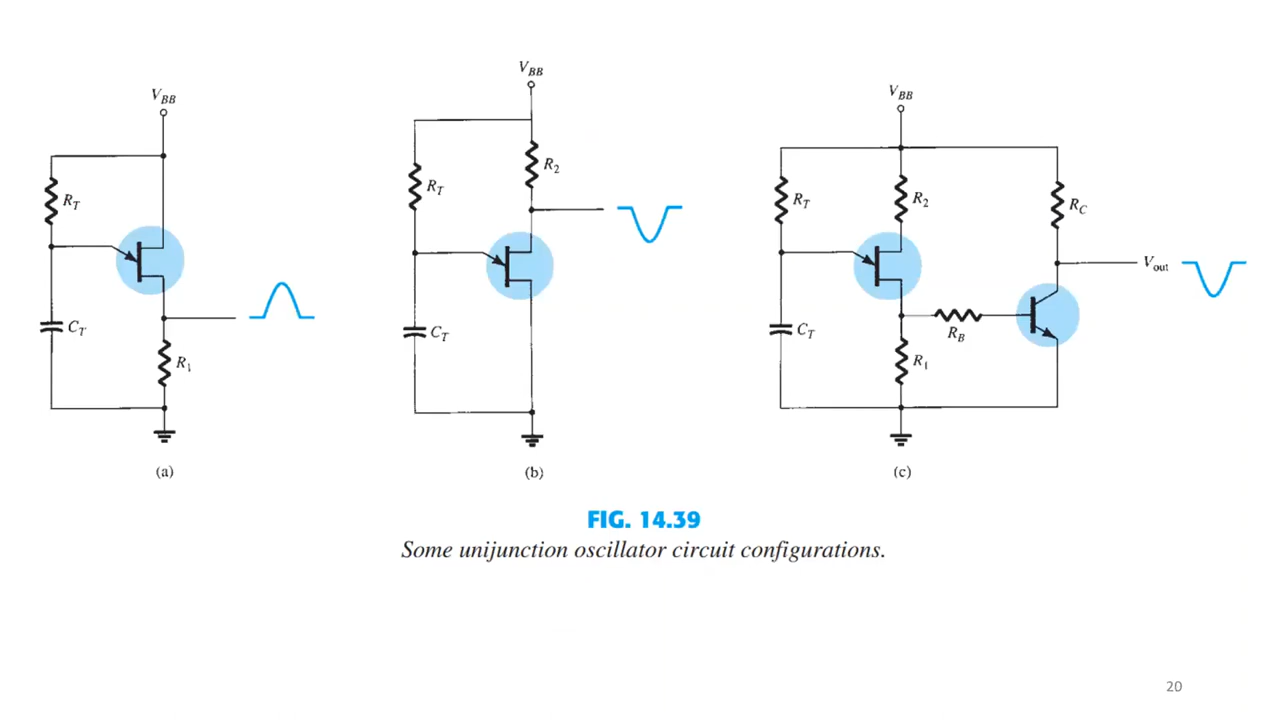 V_BB
R_T
C_T
R_1
(a)
V_BB
R_2
R_T
C_T
(b)
V_BB
R_T
R_2
R_C
V_out
C_T
R_B
R_1
(c)
FIG. 14.39
Some unijunction oscillator circuit configurations.
20